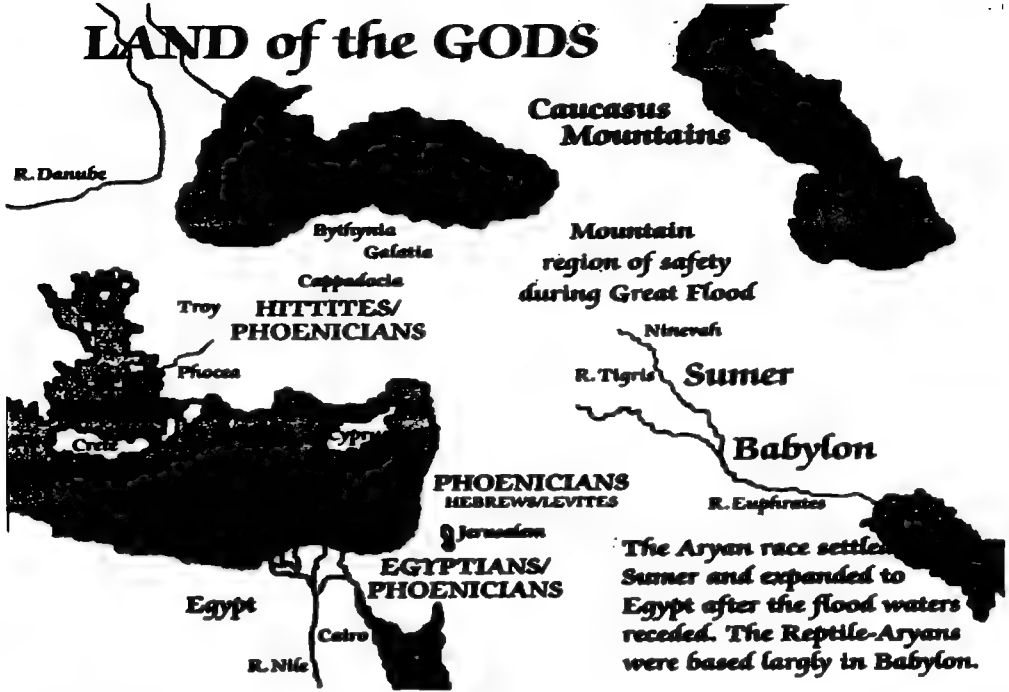 LAND of the GODS
Caucasus
Mountains
R. Danube
Bythynia
Galatia
Cappadocia
Mountain
region of safety
during Great Flood
Troy
HITTITES/
PHOENICIANS
Phocea
Ninevah
R. Tigris
Sumer
Crete
Cypru
Babylon
R. Euphrates
PHOENICIANS
HEBREWS/LEVITES
Jerusalem
EGYPTIANS/
PHOENICIANS
Egypt
Cairo
R. Nile
The Aryan race settled
Sumer and expanded to
Egypt after the flood waters
receded. The Reptile-Aryans
were based largely in Babylon.